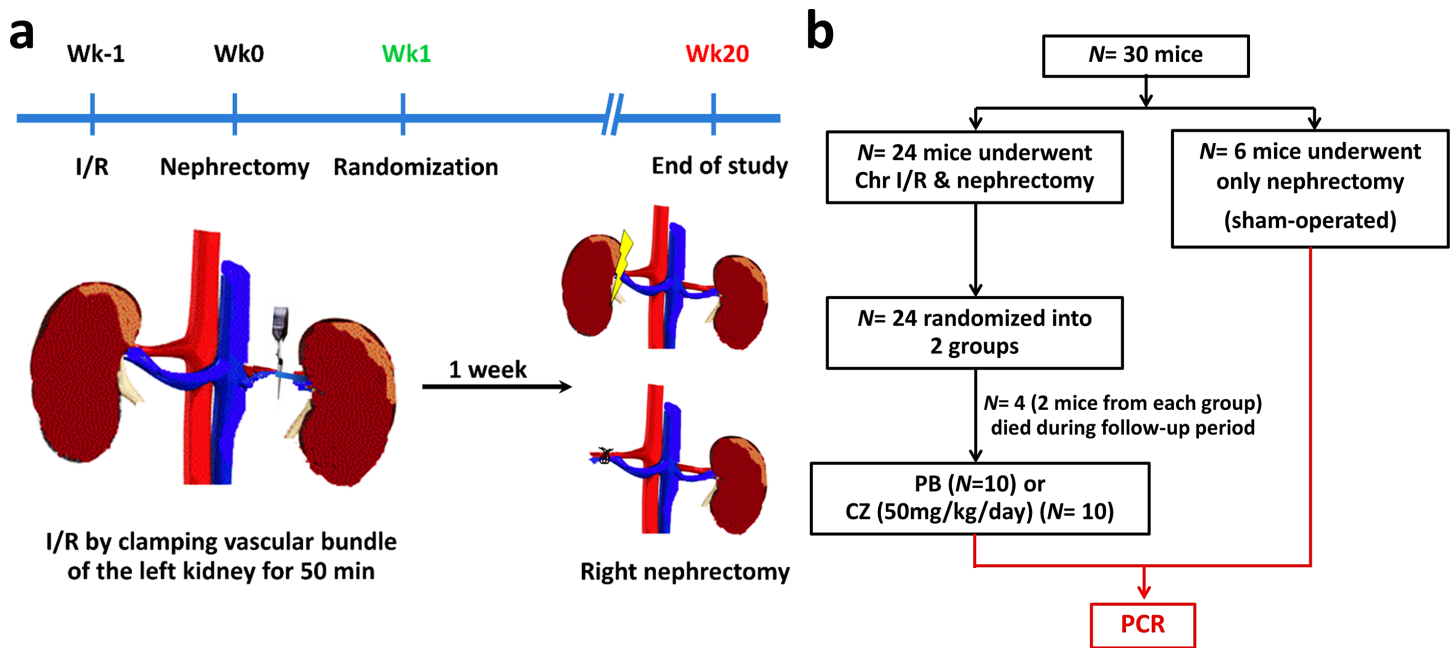 a
Wk-1 Wk0 Wk1 Wk20
I/R Nephrectomy Randomization End of study
1 week
I/R by clamping vascular bundle
of the left kidney for 50 min
Right nephrectomy
b
N= 30 mice
N= 24 mice underwent
Chr I/R & nephrectomy
N= 6 mice underwent
only nephrectomy
(sham-operated)
N= 24 randomized into
2 groups
N= 4 (2 mice from each group)
died during follow-up period
PB (N=10) or
CZ (50mg/kg/day) (N= 10)
PCR